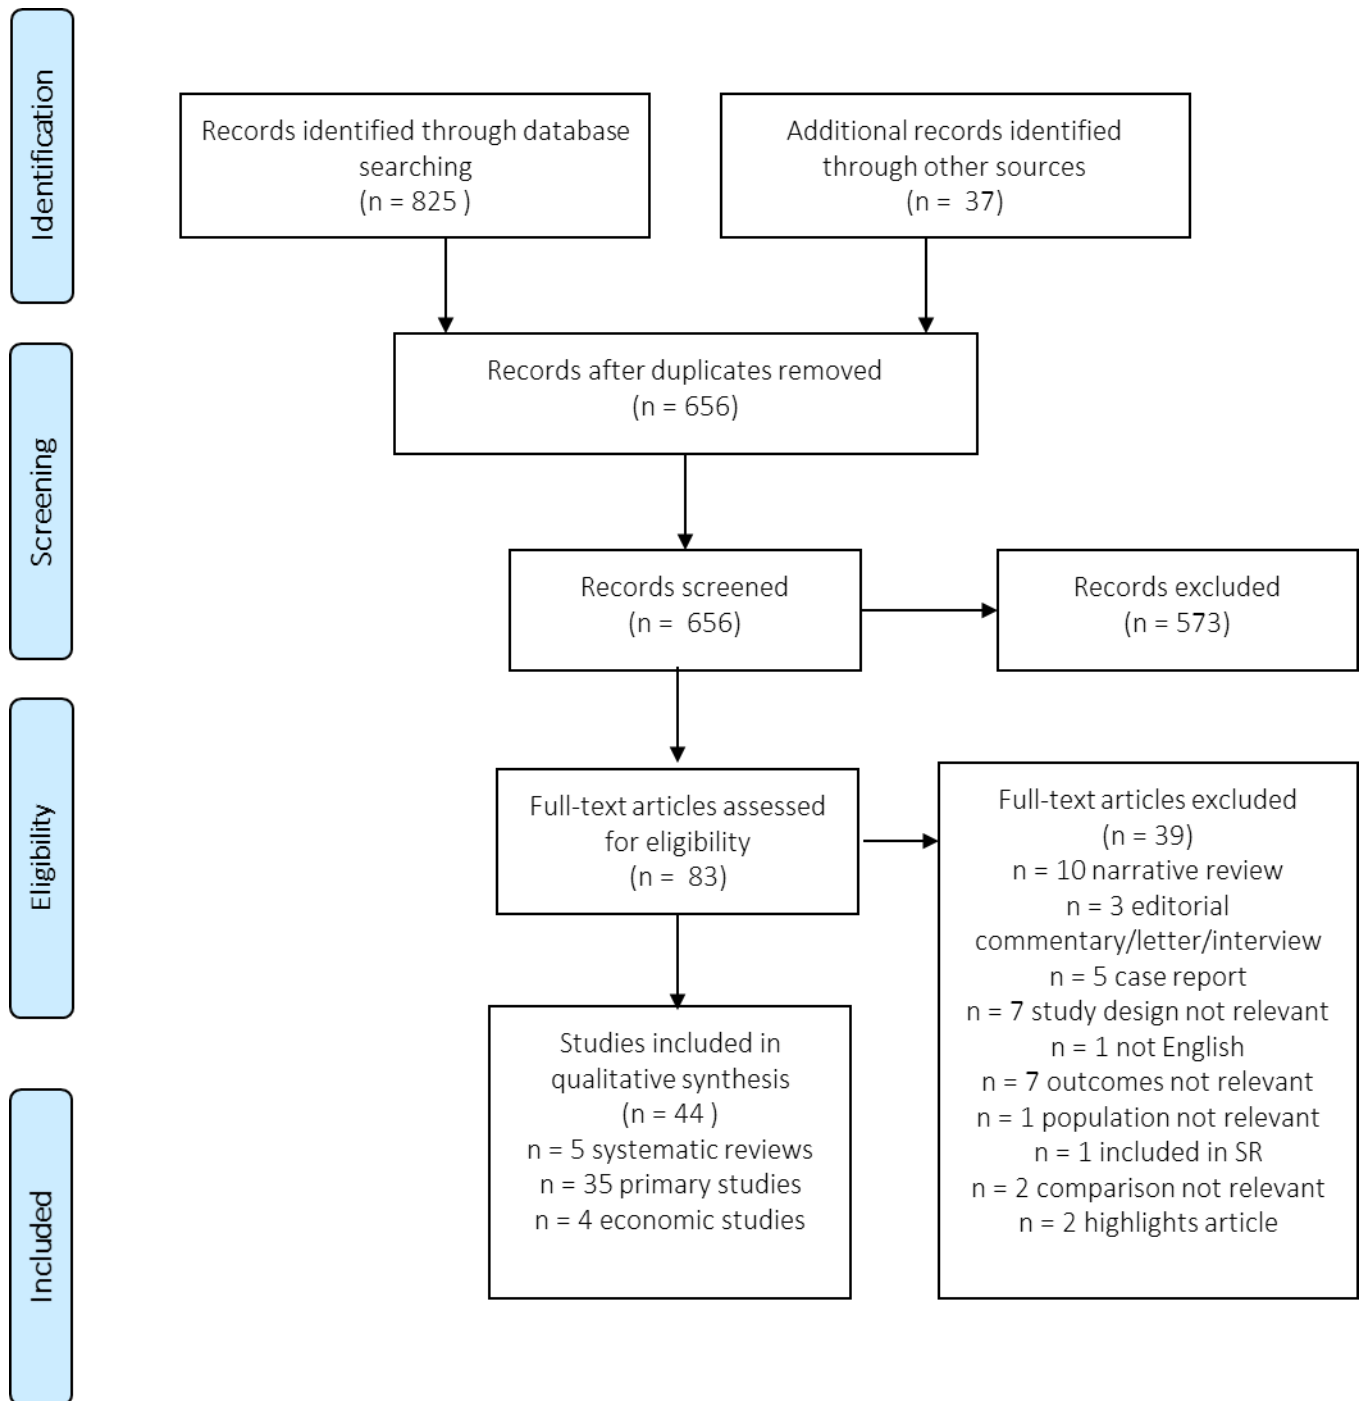 Identification
Records identified through database
searching
(n = 825 )
Additional records identified
through other sources
(n = 37)
Records after duplicates removed
(n = 656)
Screening
Records screened
(n = 656)
Records excluded
(n = 573)
Eligibility
Full-text articles assessed
for eligibility
(n = 83)
Full-text articles excluded
(n = 39)
n = 10 narrative review
n = 3 editorial
commentary/letter/interview
n = 5 case report
n = 7 study design not relevant
n = 1 not English
n = 7 outcomes not relevant
n = 1 population not relevant
n = 1 included in SR
n = 2 comparison not relevant
n = 2 highlights article
Included
Studies included in
qualitative synthesis
(n = 44 )
n = 5 systematic reviews
n = 35 primary studies
n = 4 economic studies